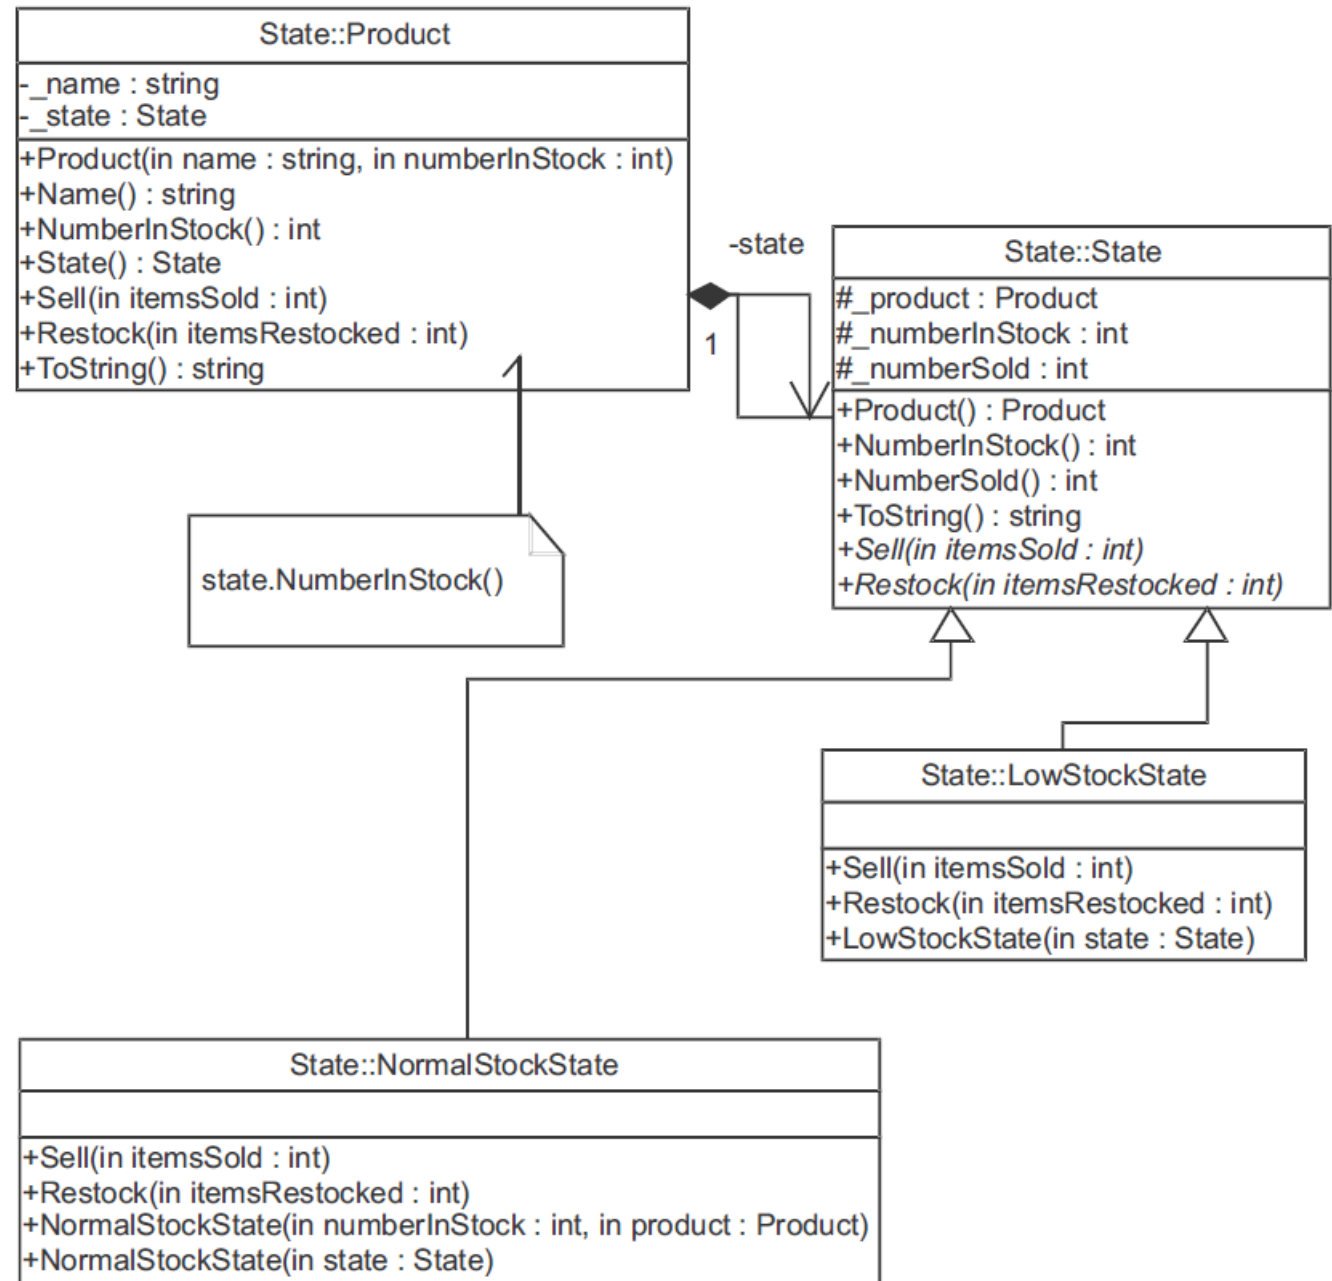 State::Product
-_name : string
-_state : State
+Product(in name : string, in numberInStock : int)
+Name() : string
+NumberInStock() : int
+State() : State
+Sell(in itemsSold : int)
+Restock(in itemsRestocked : int)
+ToString() : string
-state
1
State::State
#_product : Product
#_numberInStock : int
#_numberSold : int
+Product() : Product
+NumberInStock() : int
+NumberSold() : int
+ToString() : string
+Sell(in itemsSold : int)
+Restock(in itemsRestocked : int)
state.NumberInStock()
State::LowStockState
+Sell(in itemsSold : int)
+Restock(in itemsRestocked : int)
+LowStockState(in state : State)
State::NormalStockState
+Sell(in itemsSold : int)
+Restock(in itemsRestocked : int)
+NormalStockState(in numberInStock : int, in product : Product)
+NormalStockState(in state : State)